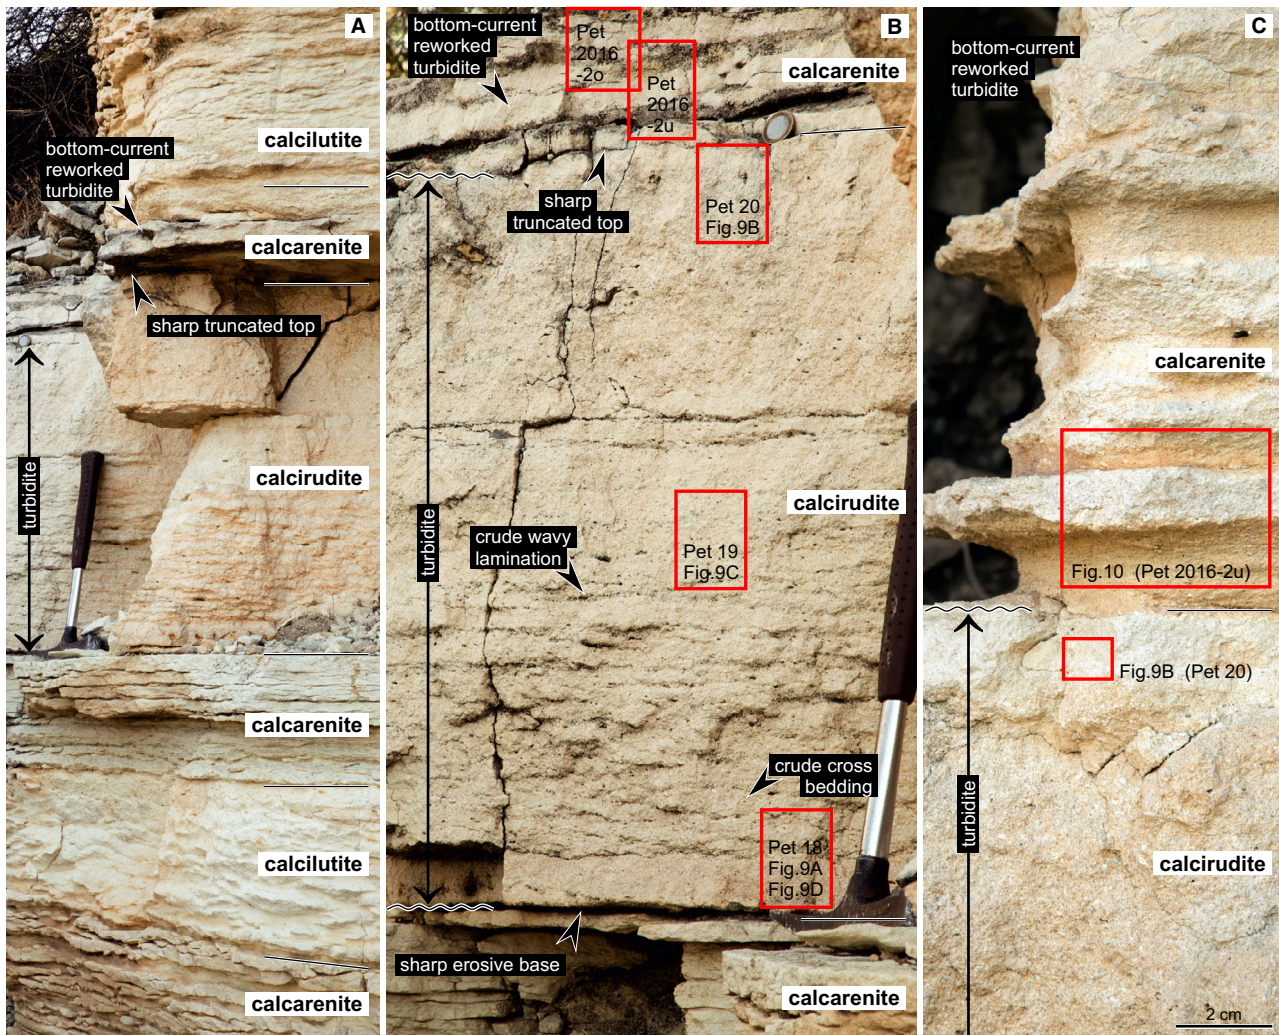 A
bottom-current
reworked
turbidite
calcilutite
calcarenite
sharp truncated top
turbidite
calcirudite
calcarenite
calcilutite
calcarenite
B
bottom-current
reworked
turbidite
Pet
2016
-2o
Pet
2016
-2u
calcarenite
sharp
truncated top
Pet 20
Fig.9B
turbidite
calcirudite
crude wavy
lamination
Pet 19
Fig.9C
crude cross
bedding
Pet 18
Fig.9A
Fig.9D
sharp erosive base
calcarenite
C
bottom-current
reworked
turbidite
calcarenite
Fig.10 (Pet 2016-2u)
Fig.9B (Pet 20)
turbidite
calcirudite
2 cm